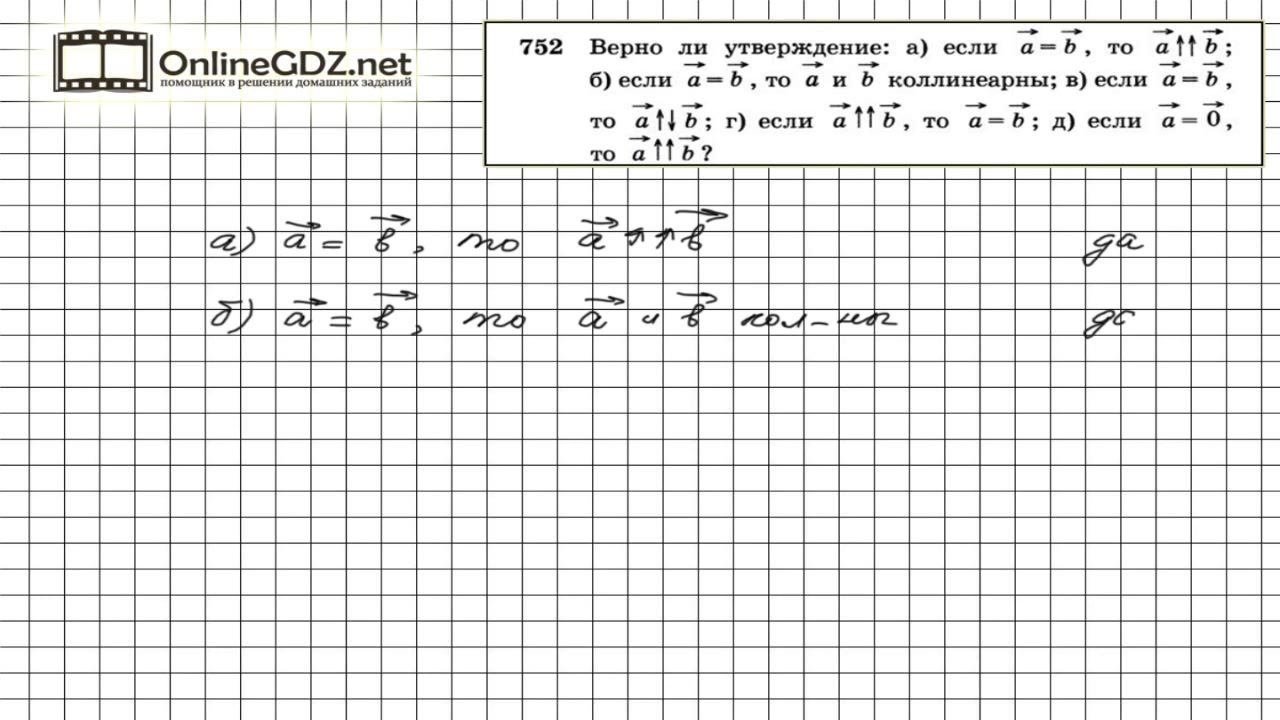 OnlineGDZ.net
помощник в решении домашних заданий
752 Верно ли утверждение: а) если a⃗ = b⃗, то a⃗ ↑↑ b⃗;
б) если a⃗ = b⃗, то a⃗ и b⃗ коллинеарны; в) если a⃗ = b⃗,
то a⃗ ↑↓ b⃗; г) если a⃗ ↑↑ b⃗, то a⃗ = b⃗; д) если a⃗ = 0⃗,
то a⃗ ↑↑ b⃗?
а) a⃗ = b⃗, то a⃗ ↑↑ b⃗ да
б) a⃗ = b⃗, то a⃗ и b⃗ кол-ны дс